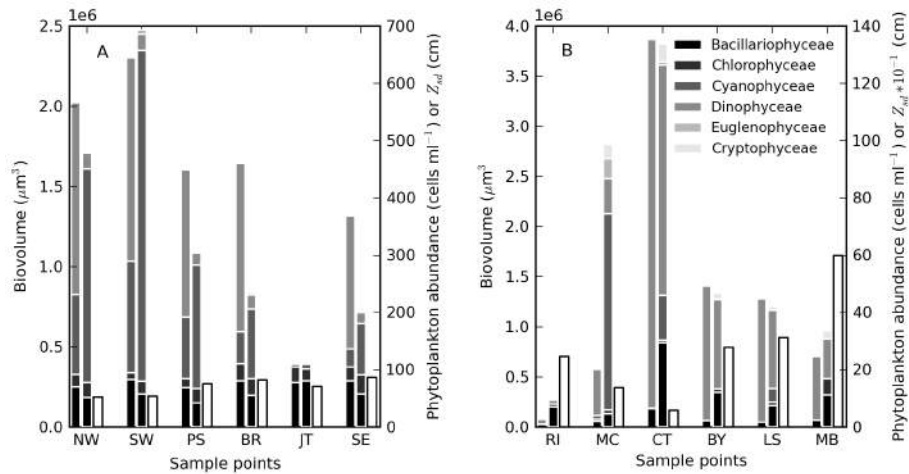 1e6
A
2.5
2.0
1.5
1.0
0.5
0.0
Biovolume (μm³)
NW SW PS BR JT SE
Sample points
700
600
500
400
300
200
100
0
Phytoplankton abundance (cells ml⁻¹) or Z_sd (cm)
1e6
B
4.0
3.5
3.0
2.5
2.0
1.5
1.0
0.5
0.0
Biovolume (μm³
Bacillariophyceae
Chlorophyceae
Cyanophyceae
Dinophyceae
Euglenophyceae
Cryptophyceae
RI MC CT BY LS MB
Sample points
140
120
100
80
60
40
20
0
Phytoplankton abundance (cells ml⁻¹) or Z_sd*10⁻¹ (cm)